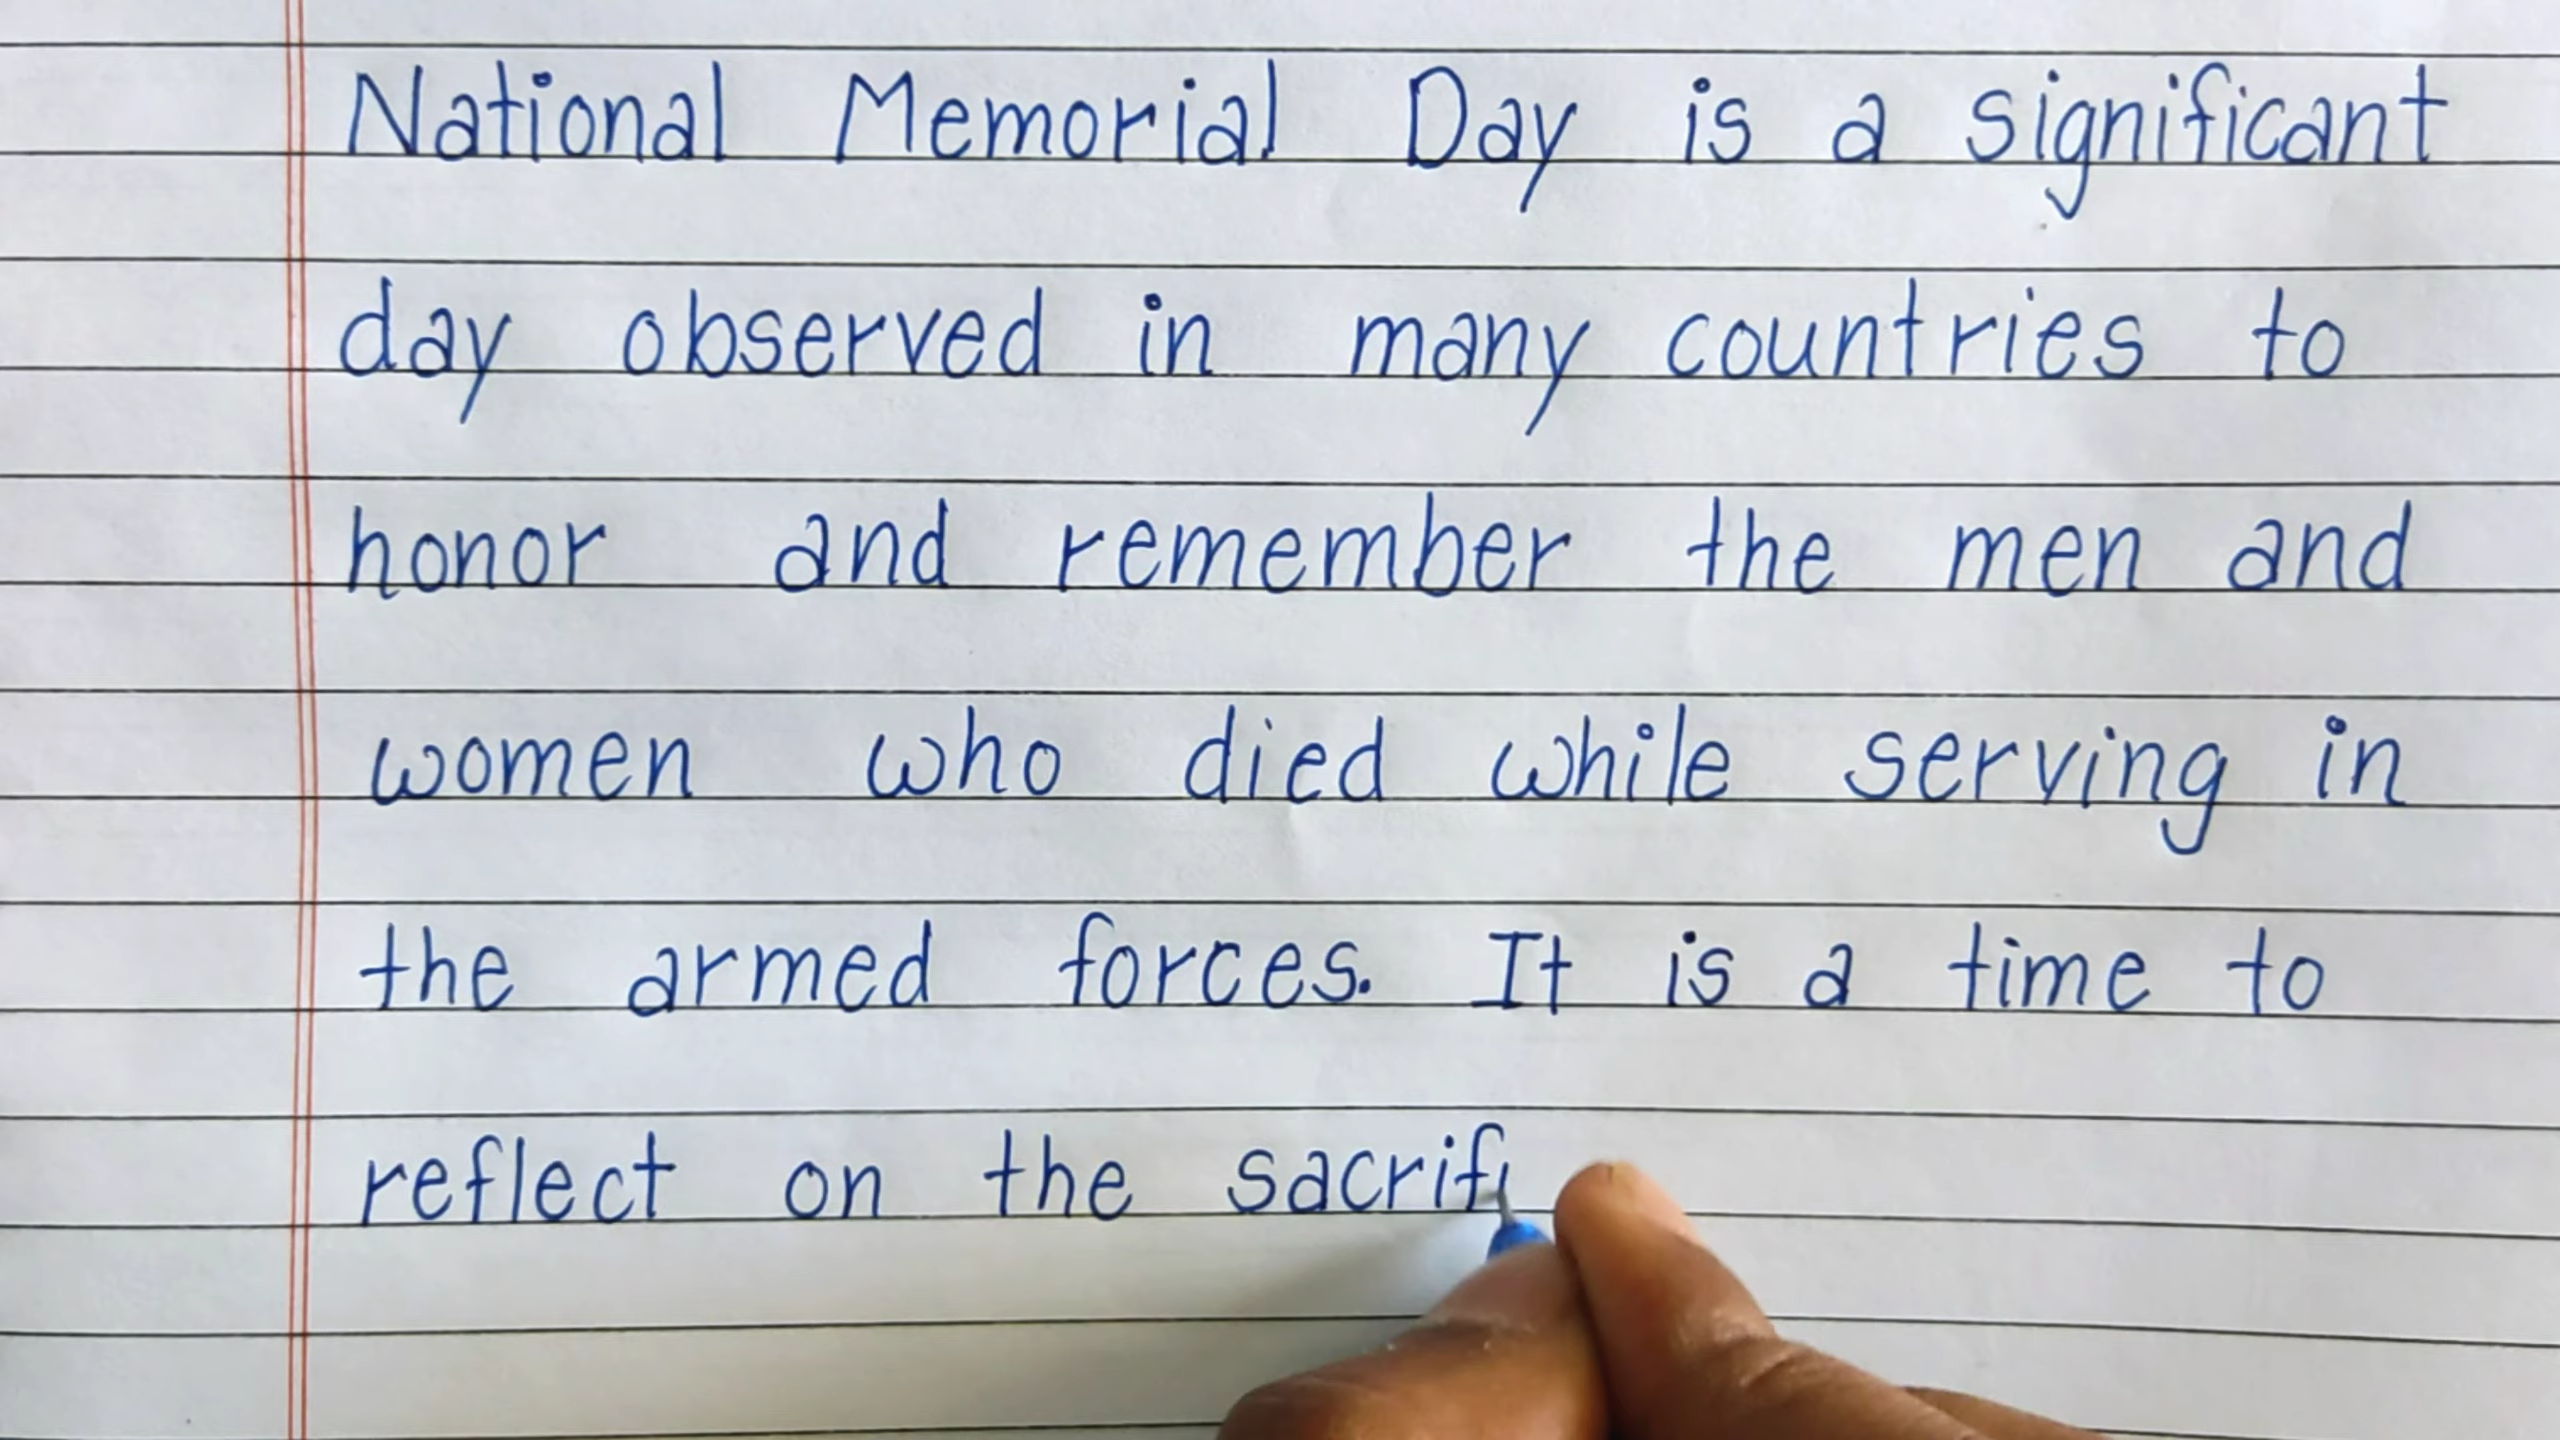 National Memorial Day is a significant
day observed in many countries to
honor and remember the men and
women who died while serving in
the armed forces. It is a time to
reflect on the sacrifi